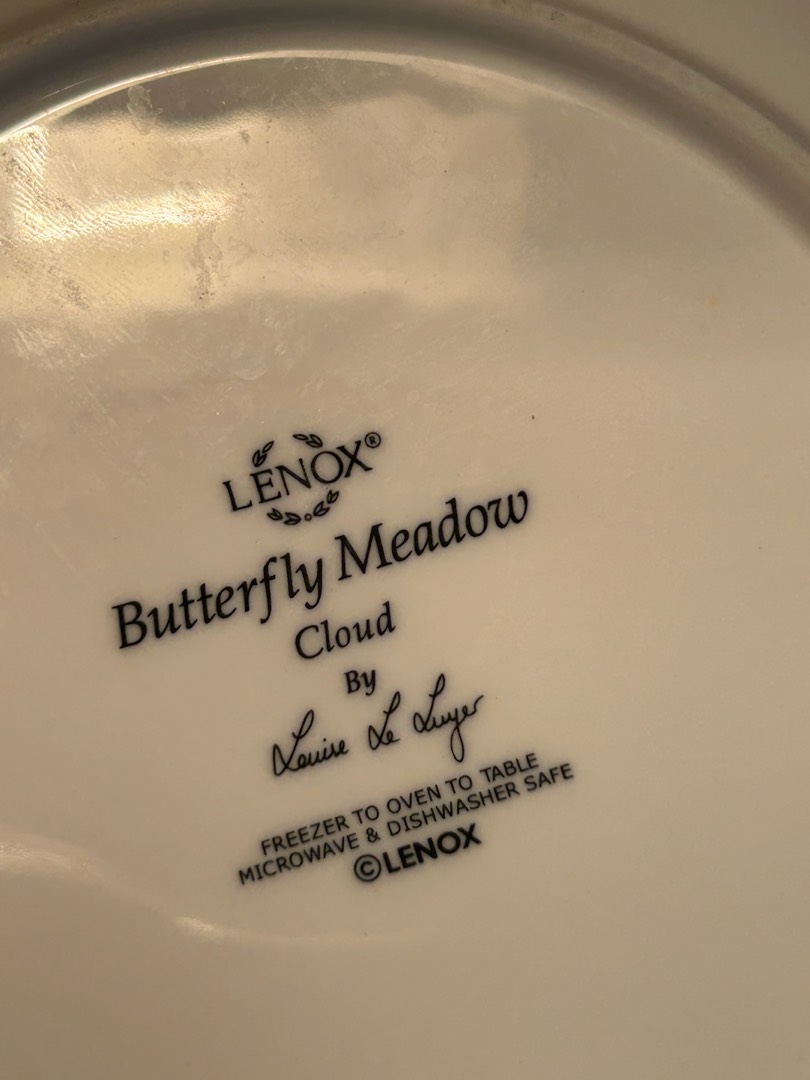 LENOX®
Butterfly Meadow
Cloud
By
Louise Le Luyer
FREEZER TO OVEN TO TABLE
MICROWAVE & DISHWASHER SAFE
©LENOX